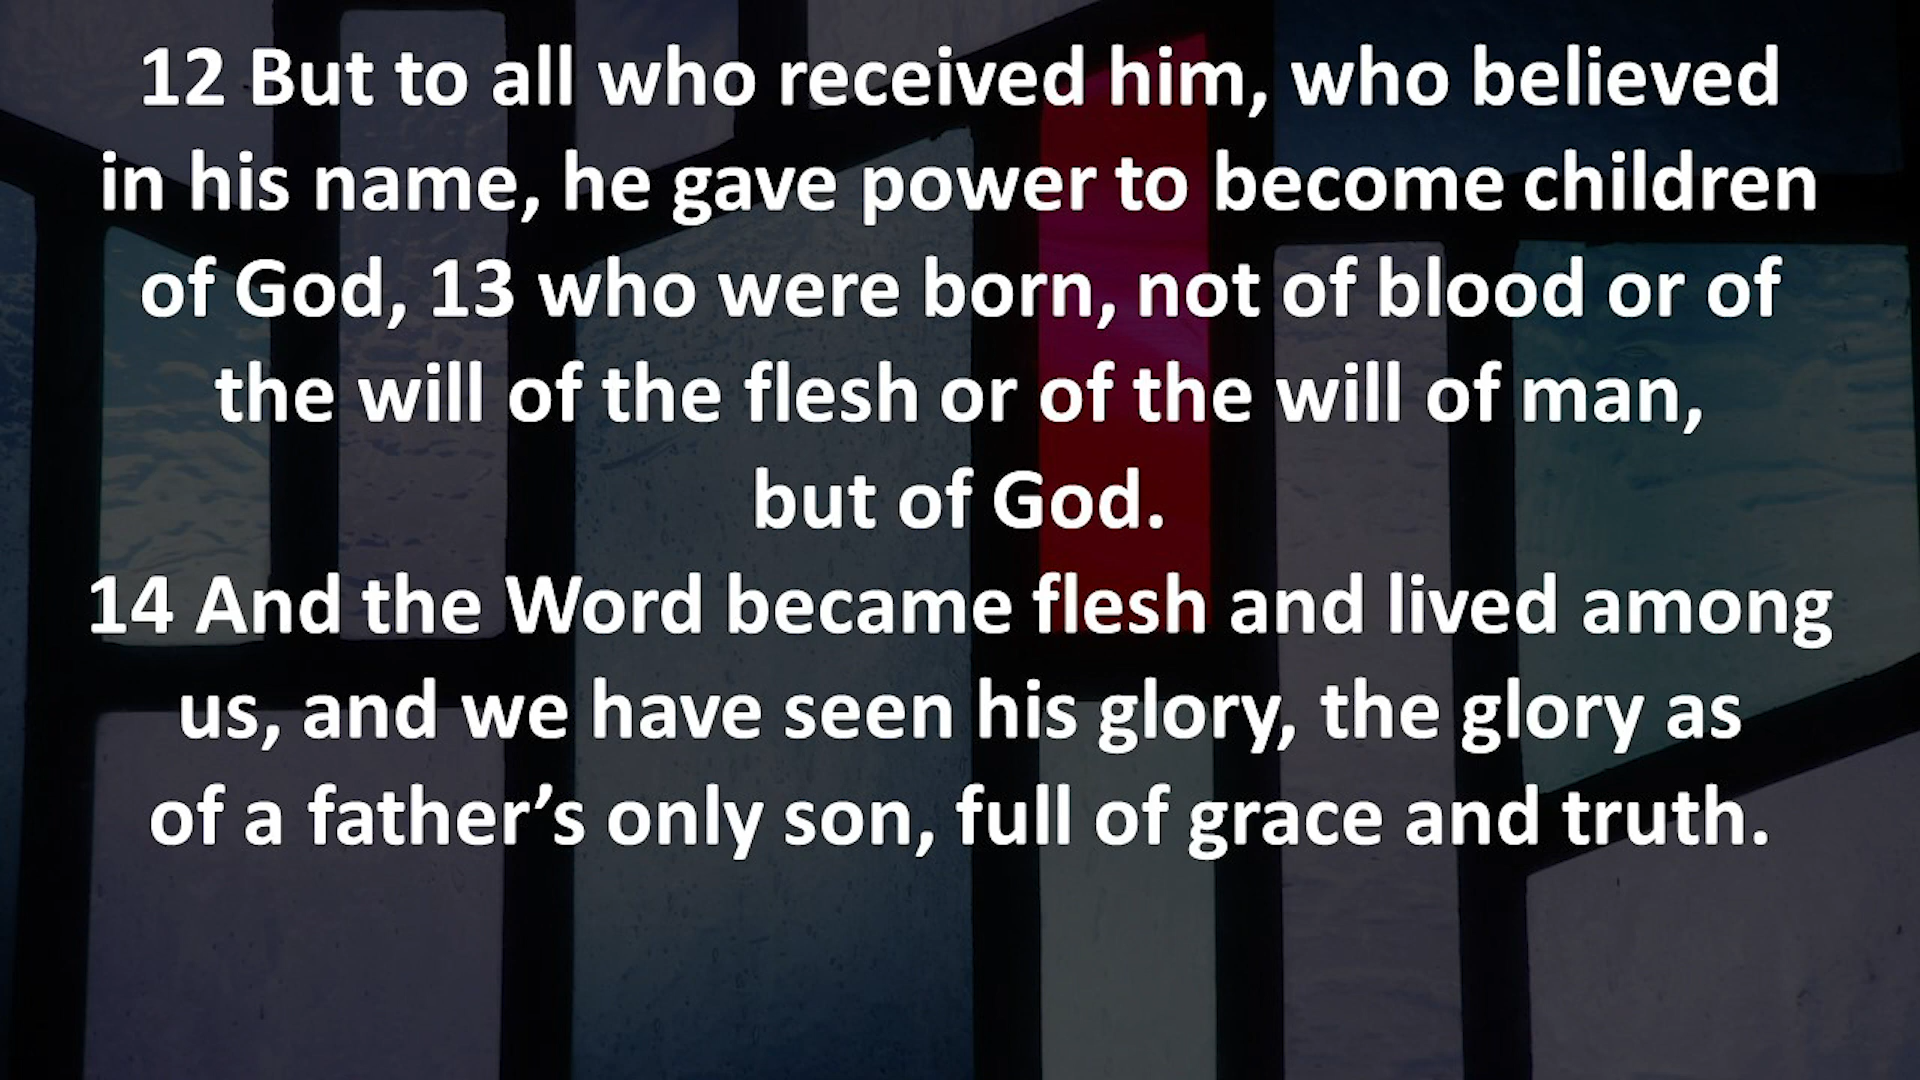 12 But to all who received him, who believed
in his name, he gave power to become children
of God, 13 who were born, not of blood or of
the will of the flesh or of the will of man,
but of God.
14 And the Word became flesh and lived among
us, and we have seen his glory, the glory as
of a father’s only son, full of grace and truth.